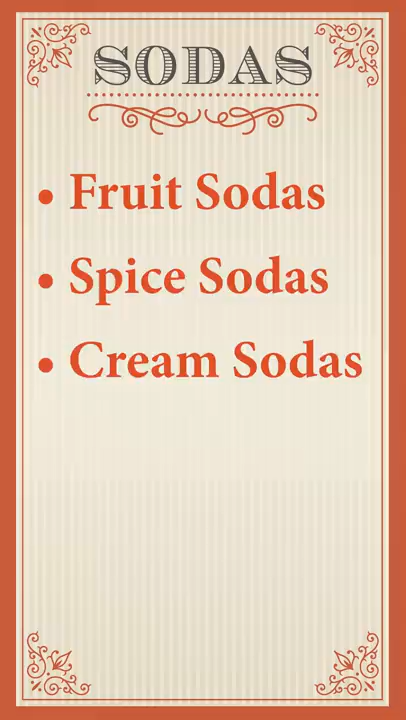 SODAS
• Fruit Sodas
• Spice Sodas
• Cream Sodas